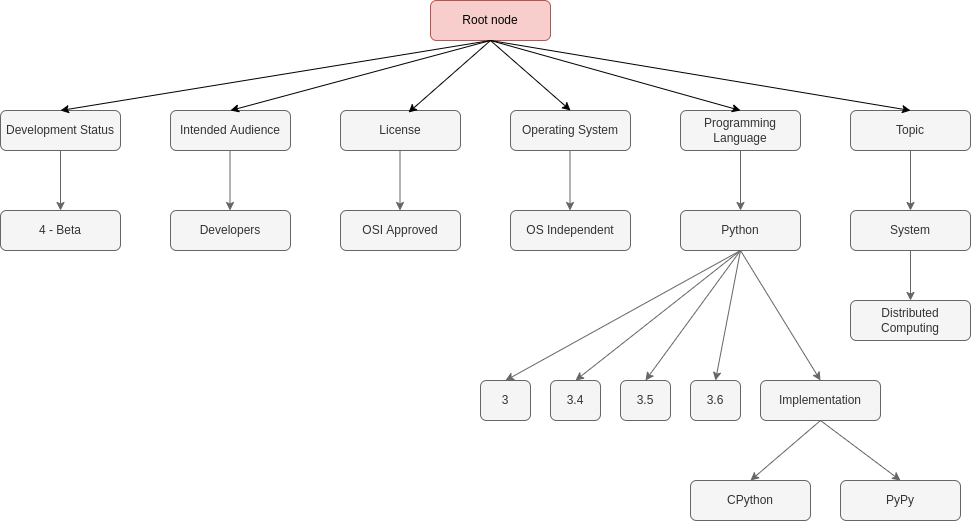 Root node
Development Status
Intended Audience
License
Operating System
Programming
Language
Topic
4 - Beta
Developers
OSI Approved
OS Independent
Python
System
Distributed
Computing
3
3.4
3.5
3.6
Implementation
CPython
PyPy